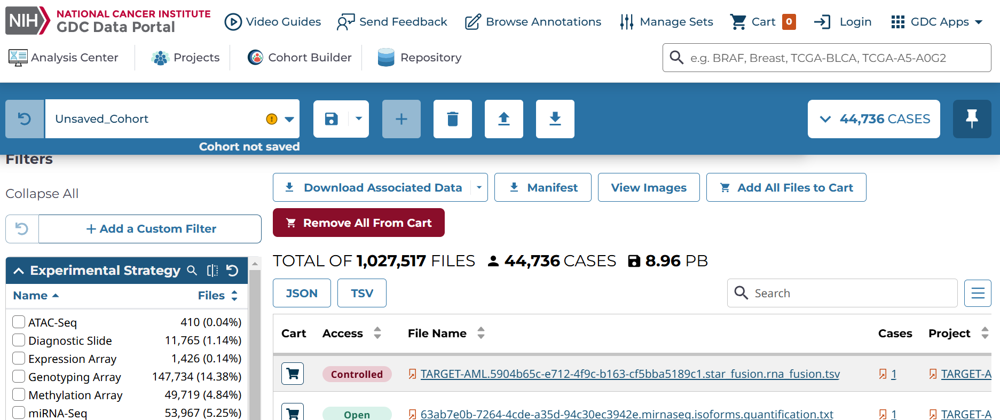 NIH NATIONAL CANCER INSTITUTE
GDC Data Portal
Video Guides
Send Feedback
Browse Annotations
Manage Sets
Cart 0
Login
GDC Apps
Analysis Center
Projects
Cohort Builder
Repository
e.g. BRAF, Breast, TCGA-BLCA, TCGA-A5-A0G2
Unsaved_Cohort
44,736 CASES
Cohort not saved
Filters
Collapse All
+ Add a Custom Filter
Experimental Strategy
Name Files
ATAC-Seq 410 (0.04%)
Diagnostic Slide 11,765 (1.14%)
Expression Array 1,426 (0.14%)
Genotyping Array 147,734 (14.38%)
Methylation Array 49,719 (4.84%)
miRNA-Seq 53,967 (5.25%)
Download Associated Data
Manifest
View Images
Add All Files to Cart
Remove All From Cart
TOTAL OF 1,027,517 FILES 44,736 CASES 8.96 PB
JSON
TSV
Search
Cart Access File Name Cases Project
Controlled TARGET-AML.5904b65c-e712-4f9c-b163-cf5bba5189c1.star_fusion.rna_fusion.tsv 1 TARGET-A
Open 63ab7e0b-7264-4cde-a35d-94c30ec3942e.mirnaseq.isoforms.quantification.txt 1 TARGET-A